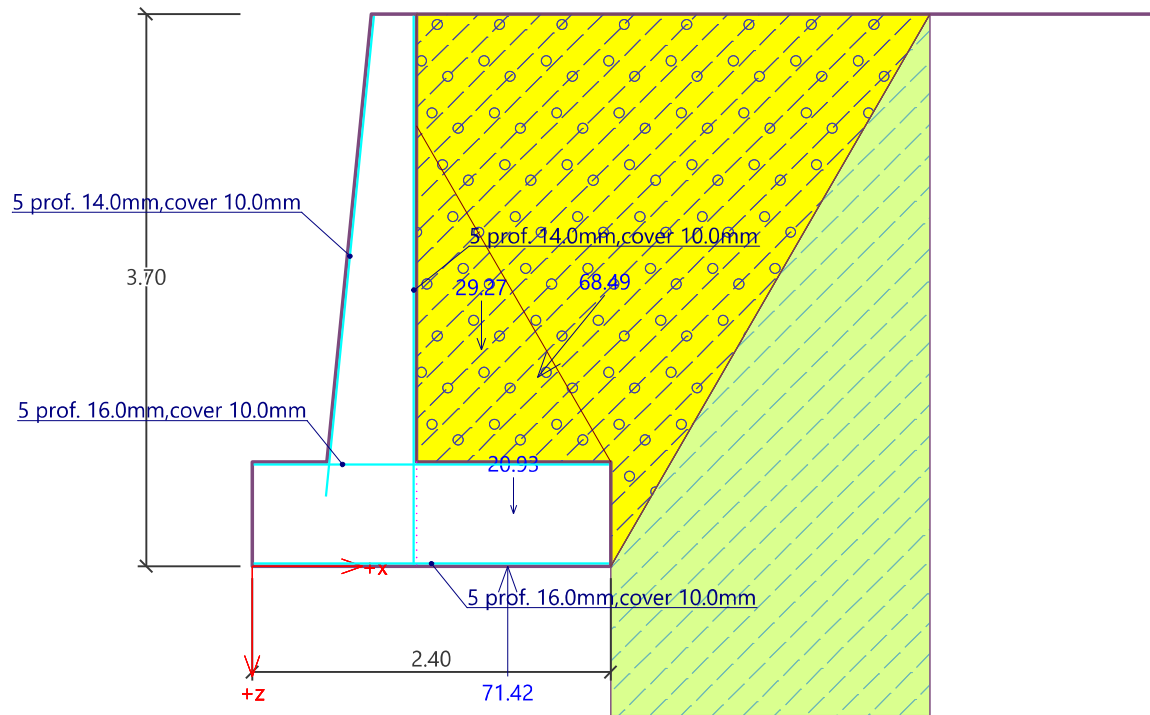 5 prof. 14.0mm,cover 10.0mm
5 prof. 14.0mm,cover 10.0mm
3.70
29.27
68.49
5 prof. 16.0mm,cover 10.0mm
20.93
+x
5 prof. 16.0mm,cover 10.0mm
2.40
+z
71.42